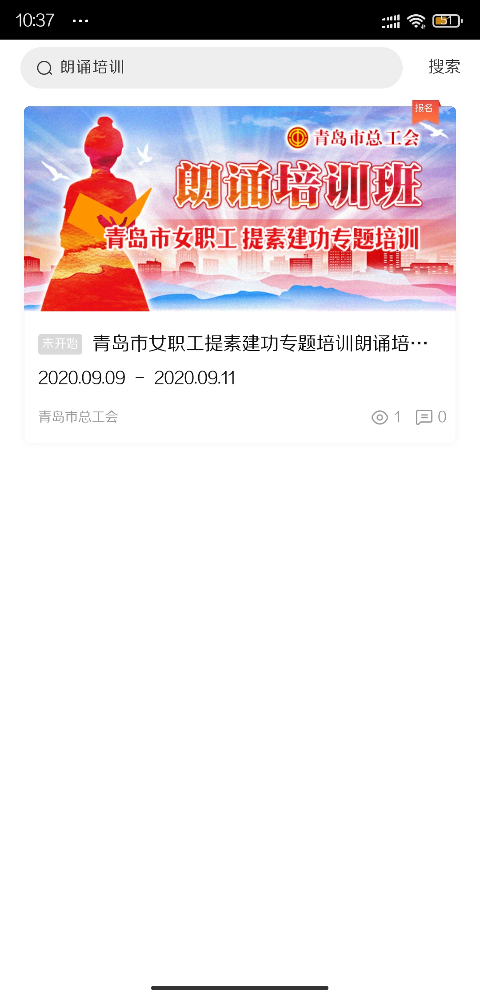 10:37 ...
51
朗诵培训
搜索
报名
青岛市总工会
朗诵培训班
青岛市女职工 提素建功专题培训
未开始 青岛市女职工提素建功专题培训朗诵培…
2020.09.09 - 2020.09.11
青岛市总工会
1 0